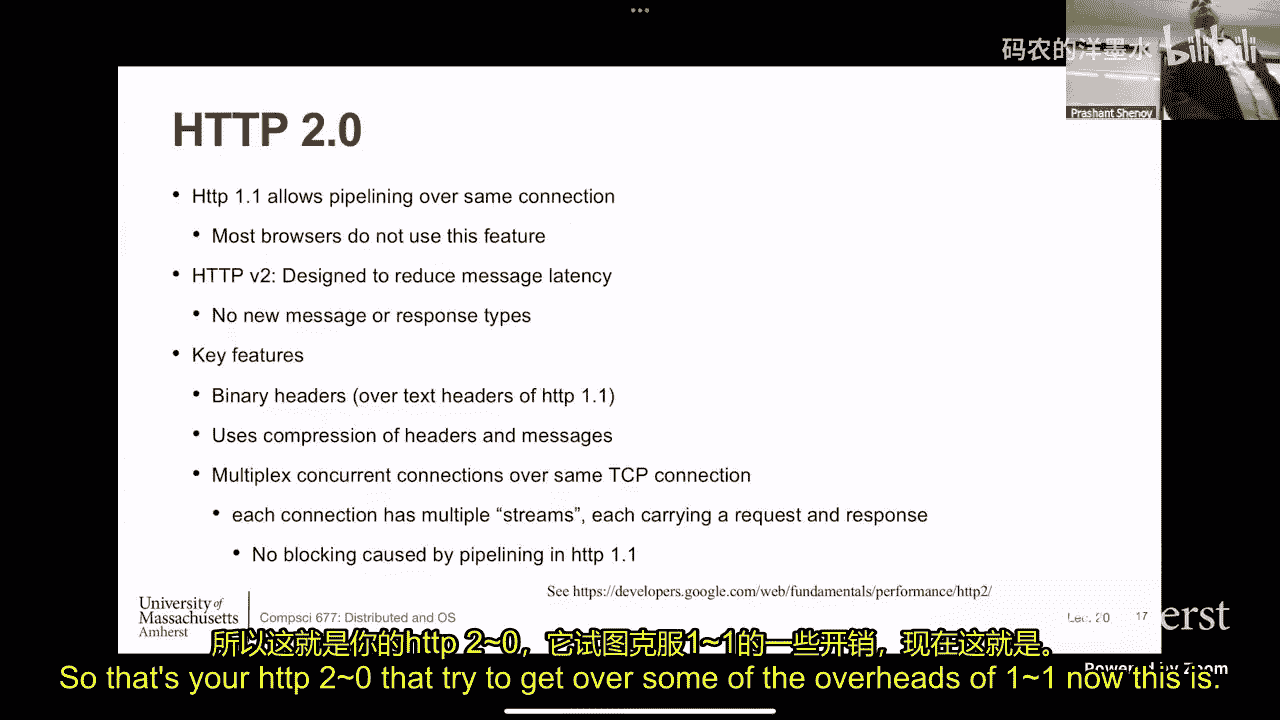 码农的洋墨水 bilibili
Prashant Shenoy
HTTP 2.0
• Http 1.1 allows pipelining over same connection
• Most browsers do not use this feature
• HTTP v2: Designed to reduce message latency
• No new message or response types
• Key features
• Binary headers (over text headers of http 1.1)
• Uses compression of headers and messages
• Multiplex concurrent connections over same TCP connection
• each connection has multiple “streams”, each carrying a request and response
• No blocking caused by pipelining in http 1.1
See https://developers.google.com/web/fundamentals/performance/http2/
University of
Massachusetts
Amherst
Compsci 677: Distributed and OS
Lec. 20
17
erst
所以这就是你的http 2~0，它试图克服1~1的一些开销，现在这就是。
Powered by Zoom
So that's your http 2~0 that try to get over some of the overheads of 1~1 now this is.